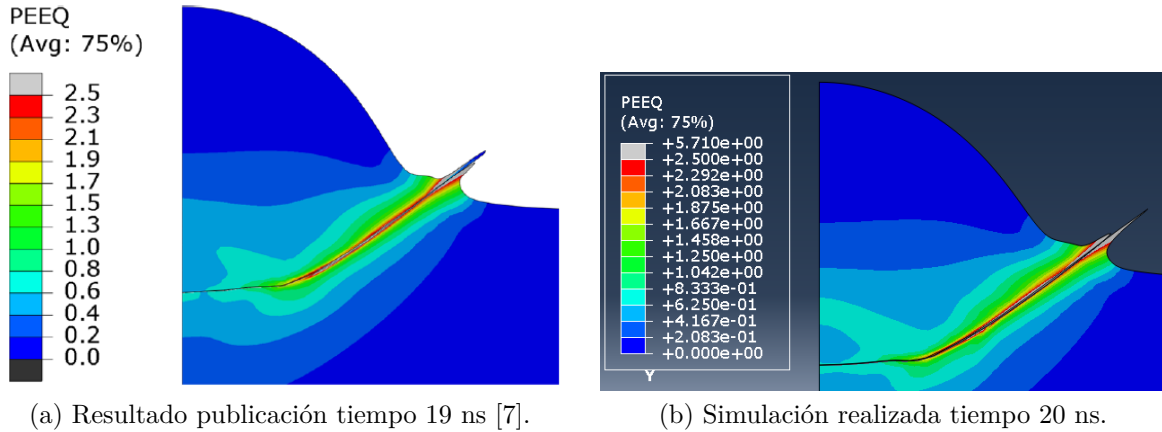 PEEQ
(Avg: 75%)
2.5
2.3
2.1
1.9
1.7
1.5
1.3
1.0
0.8
0.6
0.4
0.2
0.0
(a) Resultado publicación tiempo 19 ns [7].
PEEQ
(Avg: 75%)
+5.710e+00
+2.500e+00
+2.292e+00
+2.083e+00
+1.875e+00
+1.667e+00
+1.458e+00
+1.250e+00
+1.042e+00
+8.333e-01
+6.250e-01
+4.167e-01
+2.083e-01
+0.000e+00
Y
(b) Simulación realizada tiempo 20 ns.